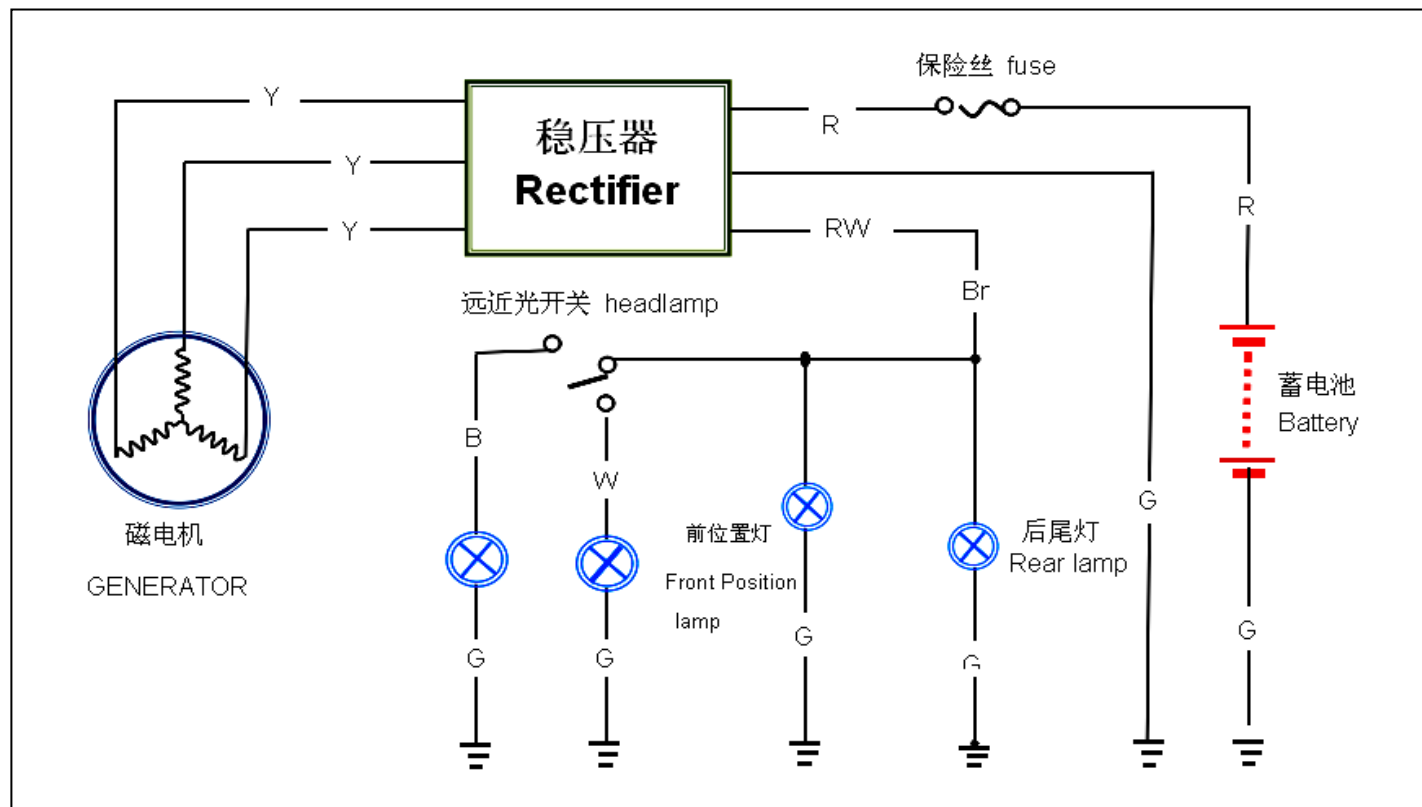 保险丝 fuse
Y
R
稳压器
Rectifier
Y
R
Y
RW
Br
远近光开关 headlamp
蓄电池
Battery
B
W
G
磁电机
GENERATOR
前位置灯
Front Position
lamp
后尾灯
Rear lamp
G
G
G
G
G